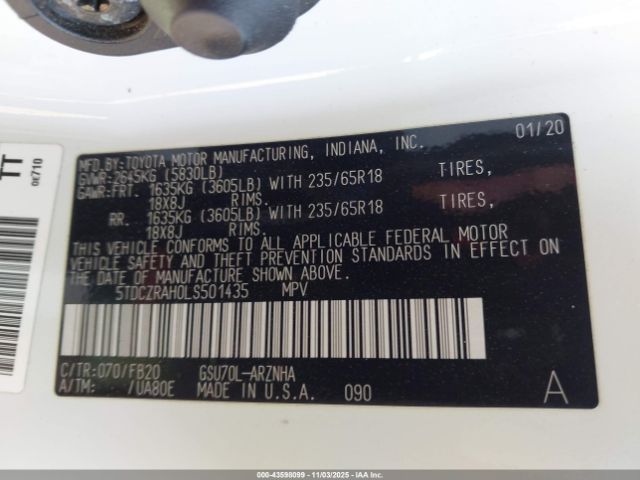 MFD.BY:TOYOTA MOTOR MANUFACTURING, INDIANA, INC. 01/20
GVWR:2645KG (5830LB)
GAWR:FRT. 1635KG (3605LB) WITH 235/65R18 TIRES,
18X8J RIMS.
RR. 1635KG (3605LB) WITH 235/65R18 TIRES,
18X8J RIMS.
THIS VEHICLE CONFORMS TO ALL APPLICABLE FEDERAL MOTOR
VEHICLE SAFETY AND THEFT PREVENTION STANDARDS IN EFFECT ON
THE DATE OF MANUFACTURE SHOWN ABOVE.
5TDCZRAH0LS501435 MPV
C/TR:070/FB20 GSU70L-ARZNHA
A/TM: /UA80E MADE IN U.S.A. 090 A
TT
0E710
000-43598099 - 11/03/2025 - IAA Inc.